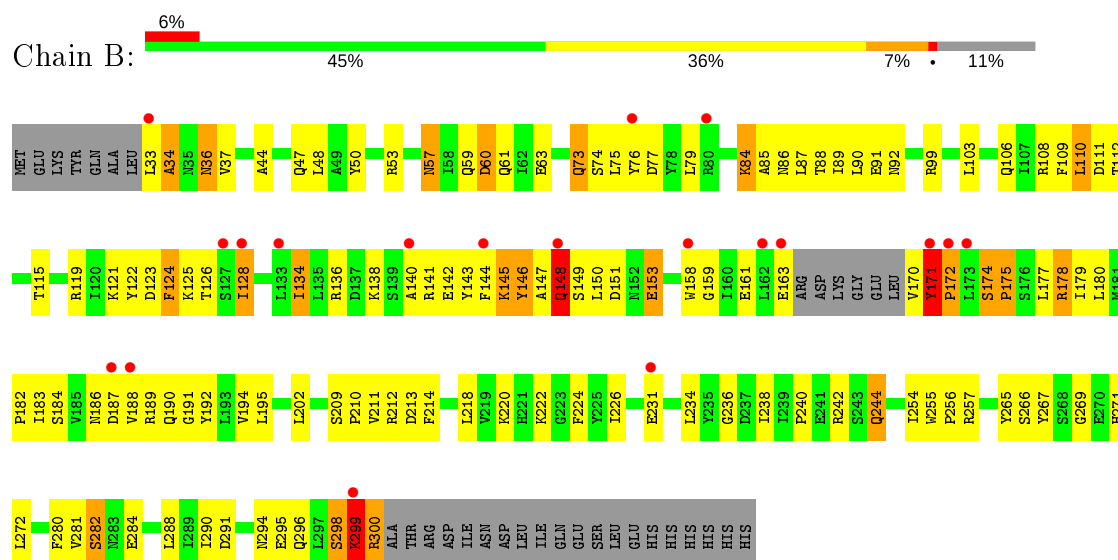 6%
Chain B:
45% 36% 7% • 11%
MET GLU LYS TYR GLN ALA LEU L33 A34 N35 N36 V37 A44 Q47 L48 A49 Y50 R53 N57 I58 Q59 D60 Q61 I62 E63 Q73 S74 L75 Y76 D77 Y78 L79 R80 K84 A85 N86 L87 T88 I89 L90 E91 N92 R99 L103 Q106 I107 R108 F109 L110 D111 T112
T115 R119 I120 K121 Y122 D123 F124 K125 T126 S127 I128 L133 I134 L135 R136 D137 K138 S139 A140 R141 E142 Y143 F144 K145 Y146 A147 Q148 S149 L150 D151 N152 E153 W158 G159 I160 E161 L162 E163 ARG ASP LYS GLY GLU LEU V170 Y171 P172 L173 S174 P175 S176 L177 R178 I179 L180 M181
P182 I183 S184 V185 N186 D187 V188 R189 Q190 G191 Y192 L193 V194 L195 L202 S209 P210 V211 R212 D213 F214 L218 V219 K220 H221 K222 G223 F224 Y225 I226 E231 L234 Y235 G236 D237 I238 I239 P240 E241 R242 S243 Q244 I254 W255 P256 R257 Y265 S266 Y267 S268 G269 E270 H271
L272 F280 V281 S282 N283 E284 L288 I289 I290 D291 N294 E295 Q296 L297 S298 K299 R300 ALA THR ARG ASP ILE ASN ASP LEU ILE GLN GLU SER LEU GLU HIS HIS HIS HIS HIS HIS